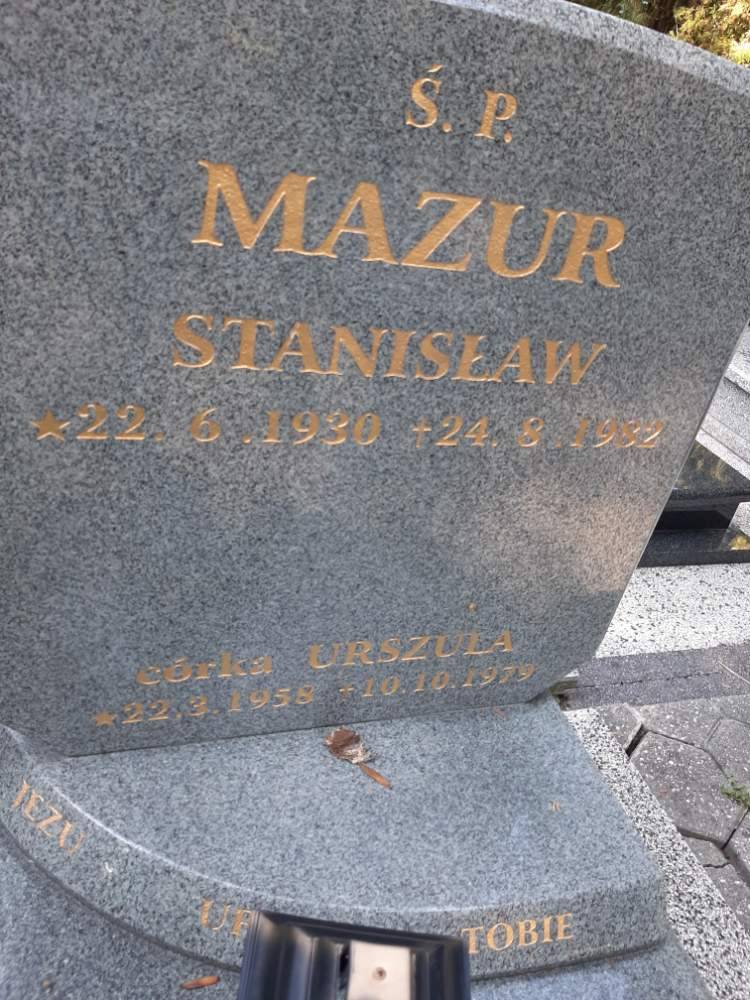 Ś. P.
MAZUR
STANISŁAW
★22. 6 .1930 †24. 8 .1982
córka URSZULA
★22.3.1958 †10.10.1979
JEZU
TOBIE